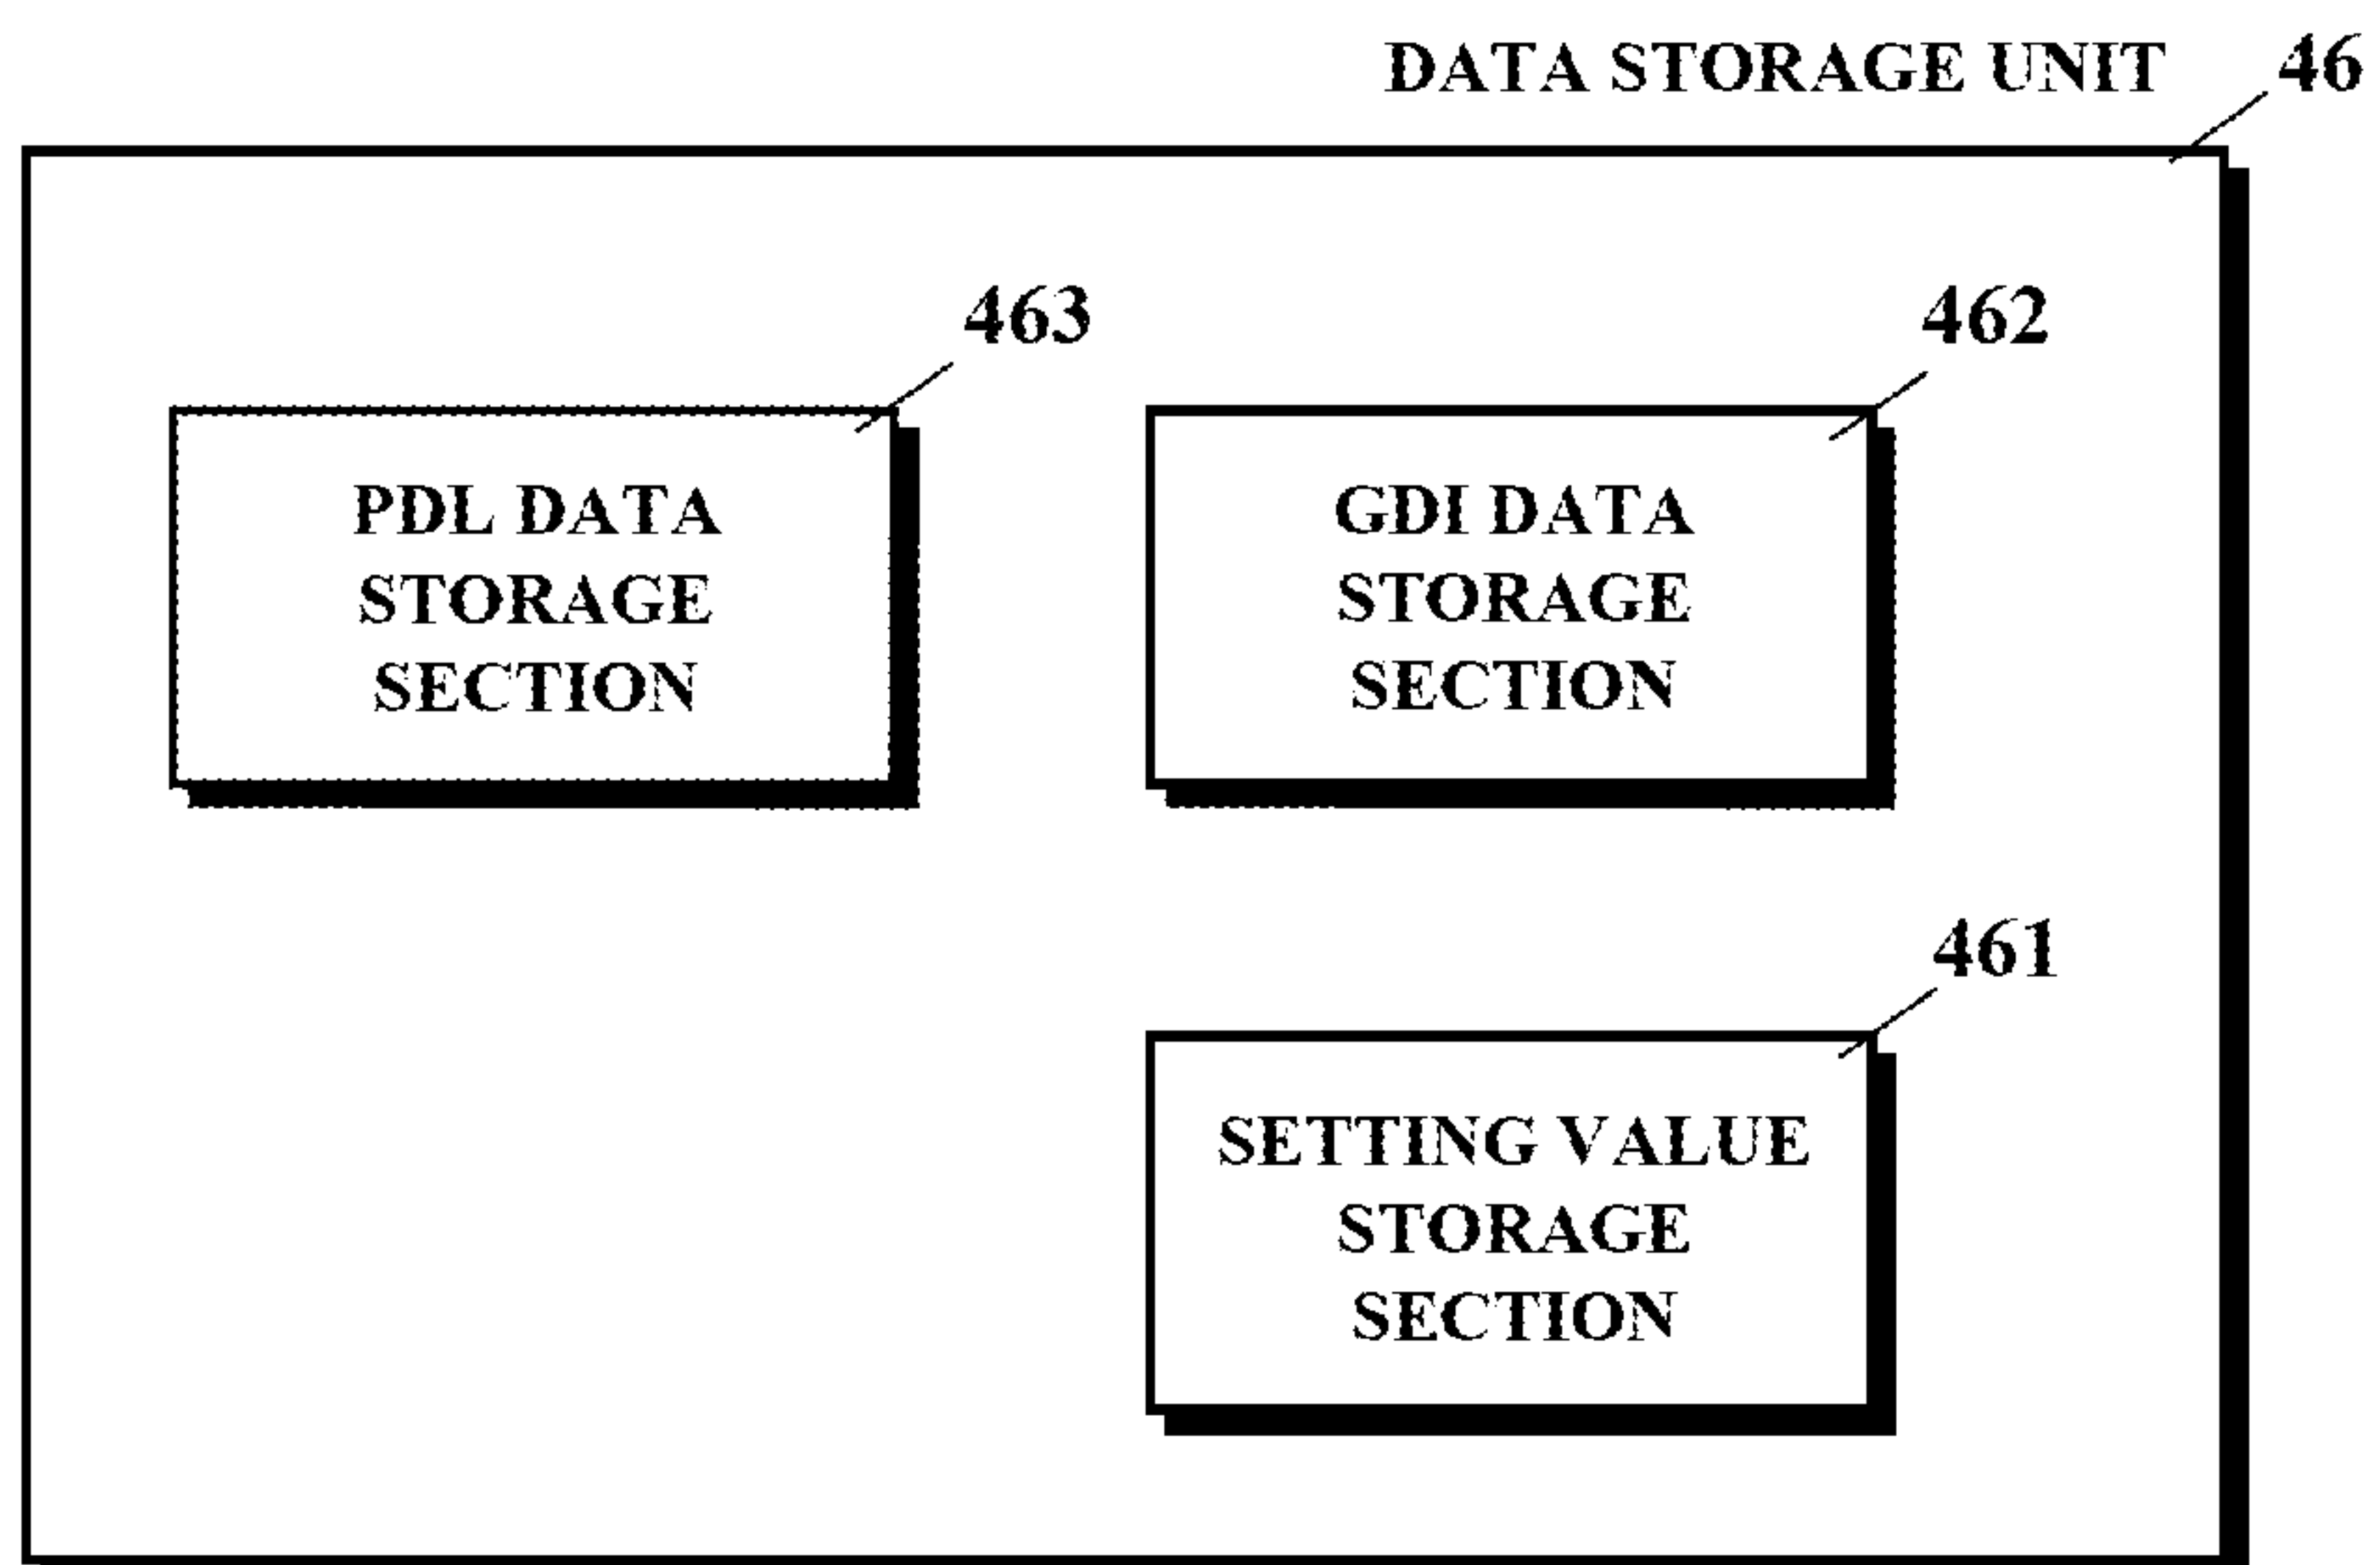 DATA STORAGE UNIT 46
463
462
PDL DATA
STORAGE
SECTION
GDI DATA
STORAGE
SECTION
461
SETTING VALUE
STORAGE
SECTION